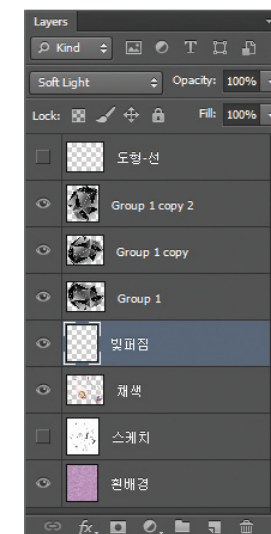 Layers
Kind
Soft Light Opacity: 100%
Lock: Fill: 100%
도형-선
Group 1 copy 2
Group 1 copy
Group 1
빛퍼짐
채색
스케치
흰배경
fx